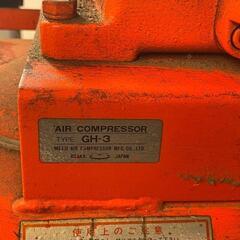 AIR COMPRESSOR
TYPE GH-3
MEIJI AIR COMPRESSOR MFG. CO., LTD.
OSAKA JAPAN
使用上のご注意